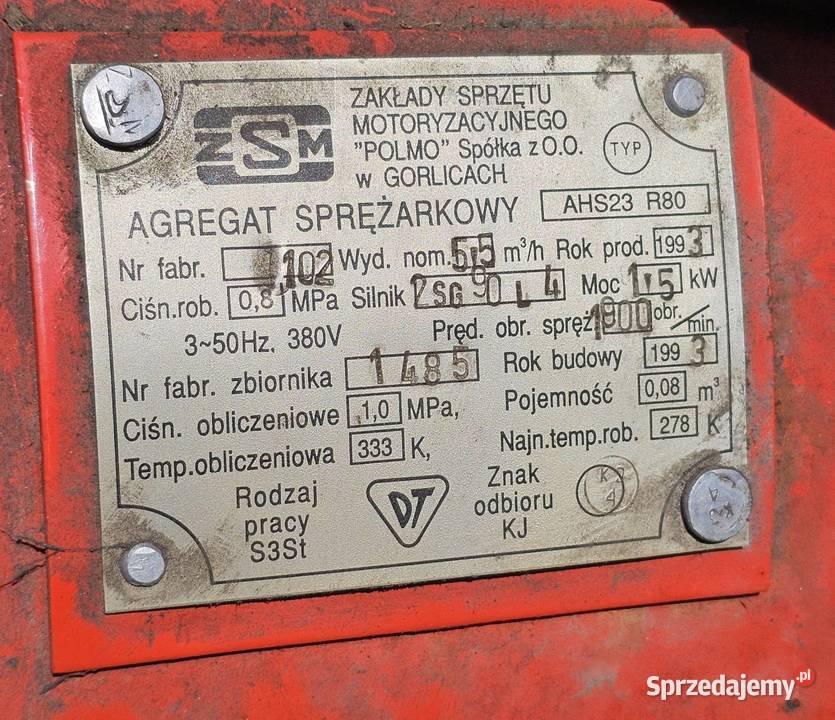 ZSM
ZAKŁADY SPRZĘTU
MOTORYZACYJNEGO
"POLMO" Spółka z O.O.
w GORLICACH
TYP
AGREGAT SPRĘŻARKOWY AHS23 R80
Nr fabr. 102 Wyd. nom. 5,5 m³/h Rok prod. 1993
Ciśn.rob. 0,8 MPa Silnik 2SG 90 L 4 Moc 1,5 kW
3~50Hz. 380V Pręd. obr. spręż. obr./min.
Nr fabr. zbiornika 1485 Rok budowy 1993
Ciśn. obliczeniowe 1,0 MPa, Pojemność 0,08 m³
Temp.obliczeniowa 333 K, Najn.temp.rob. 278 K
Rodzaj
pracy
S3St
DT
Znak
odbioru
KJ
Sprzedajemy.pl